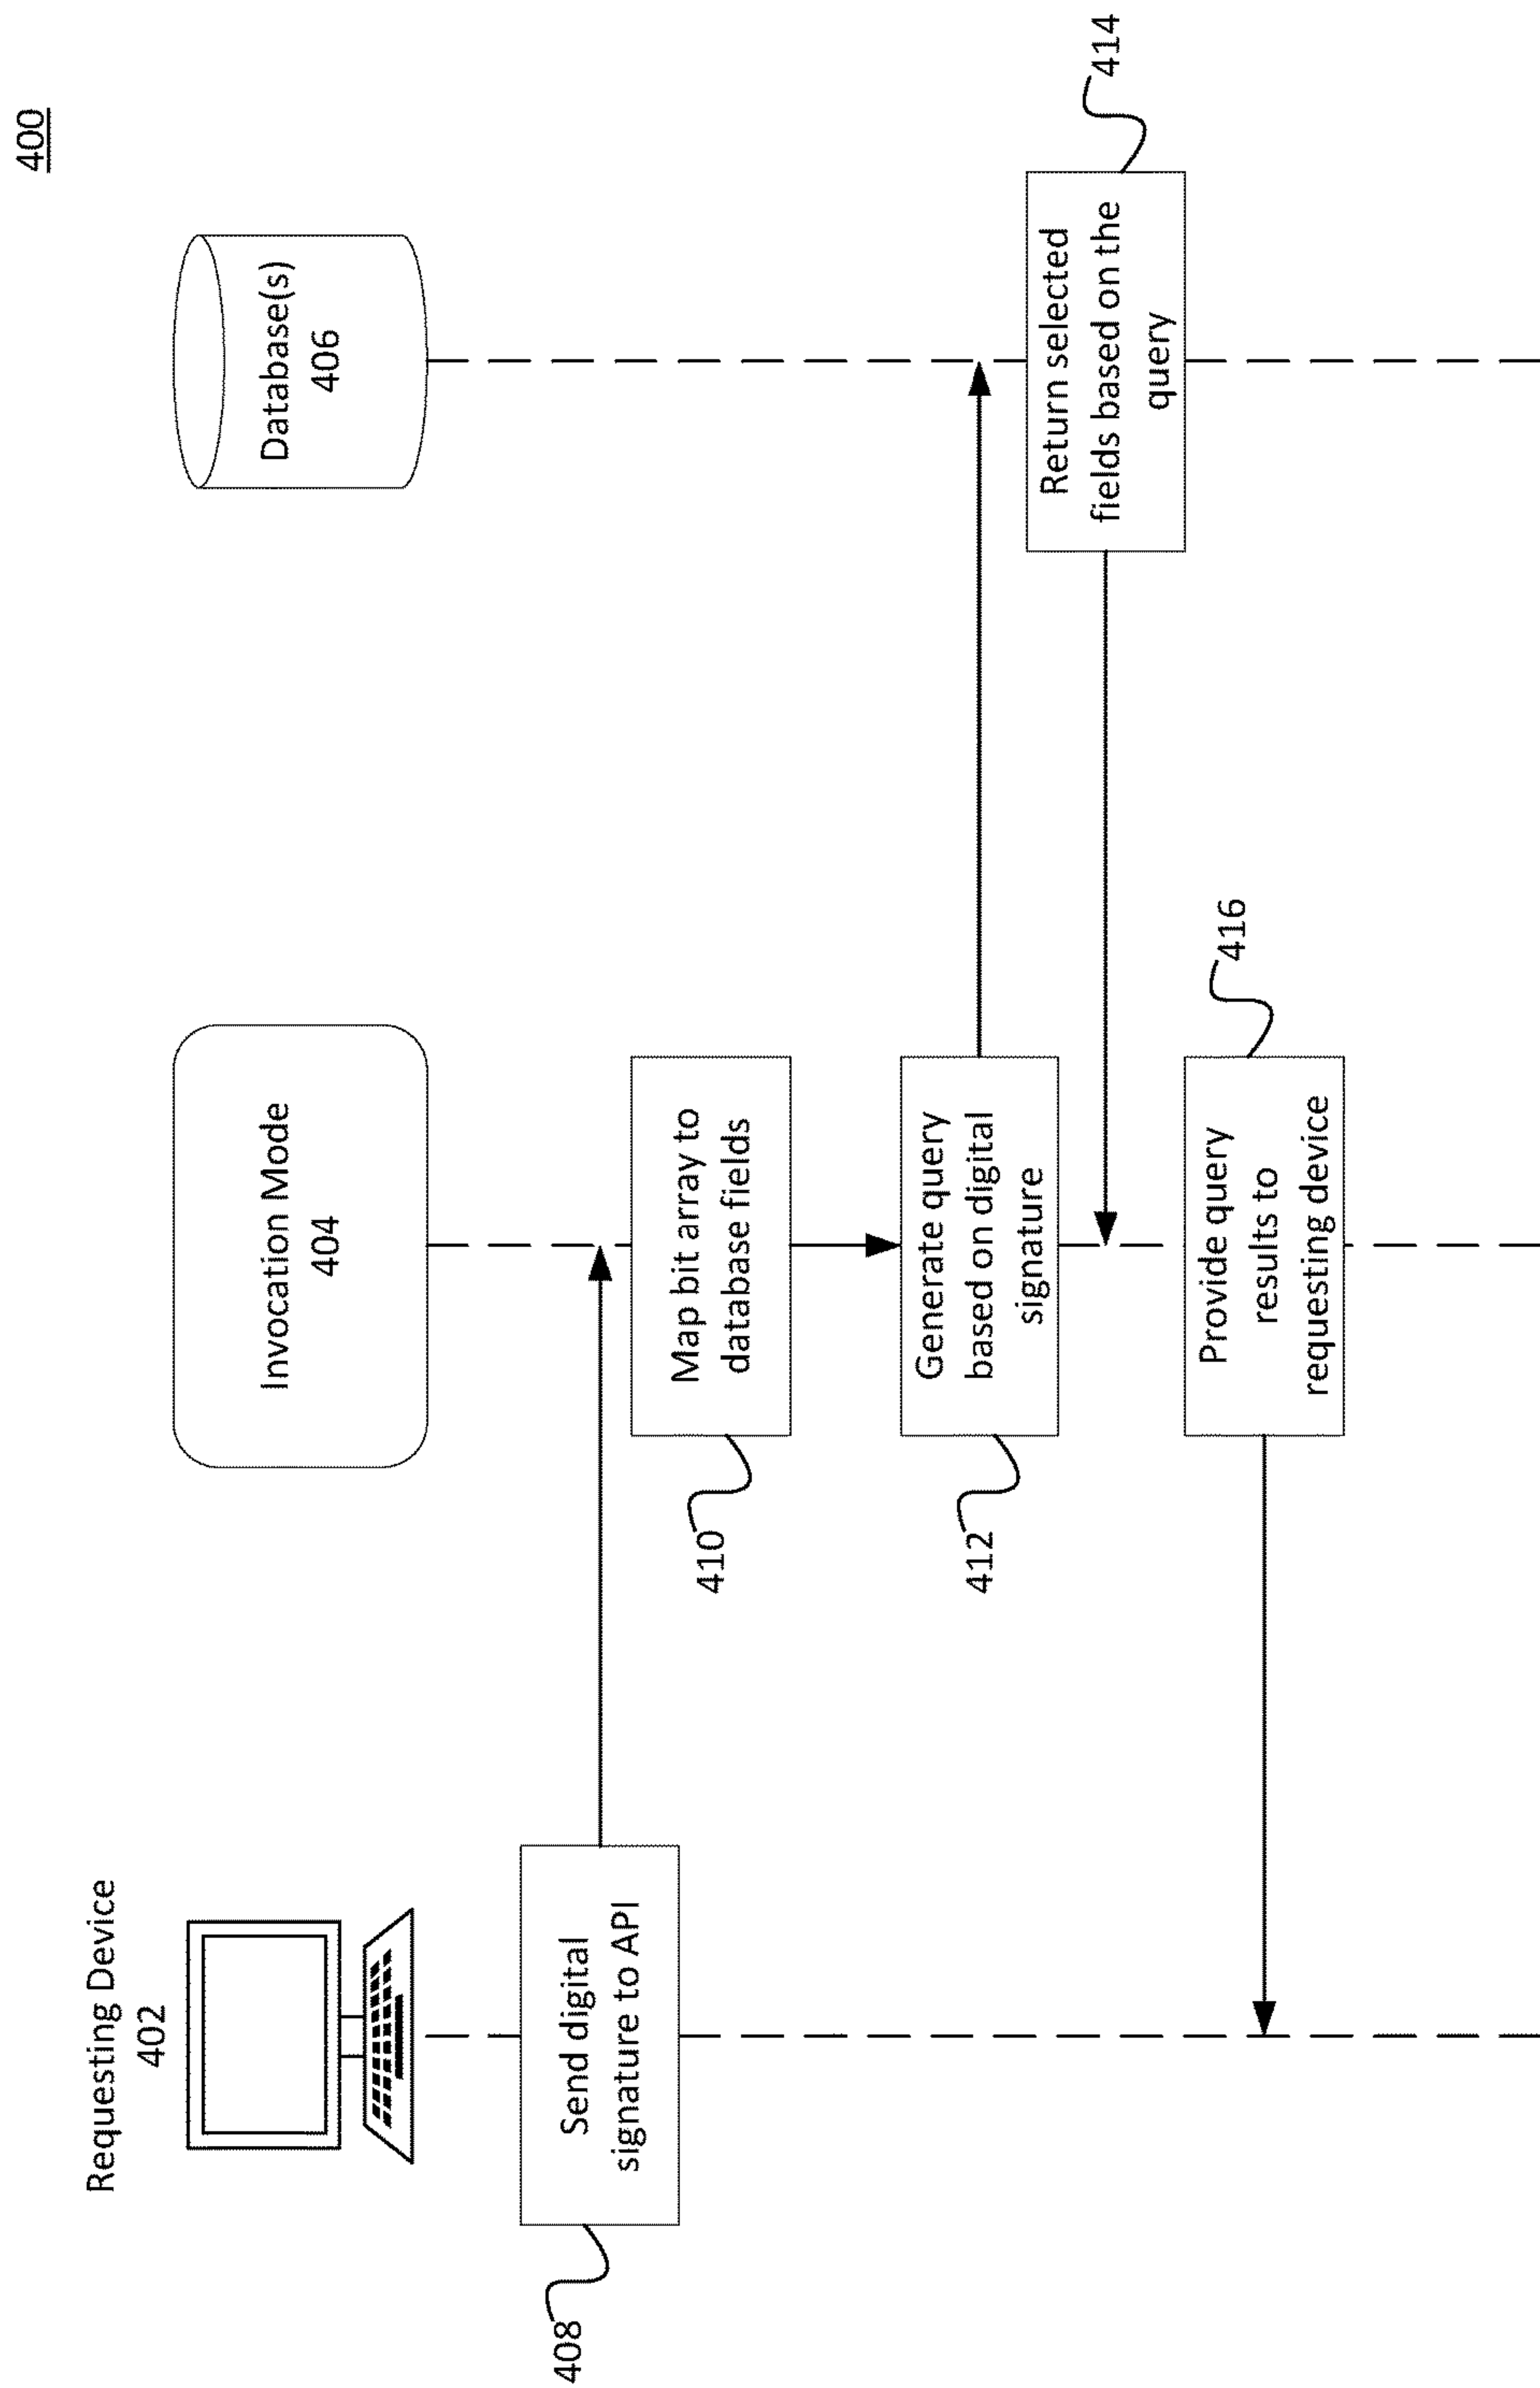 400
Requesting Device
402
Invocation Mode
404
Database(s)
406
408
Send digital
signature to API
410
Map bit array to
database fields
412
Generate query
based on digital
signature
414
Return selected
fields based on the
query
416
Provide query
results to
requesting device